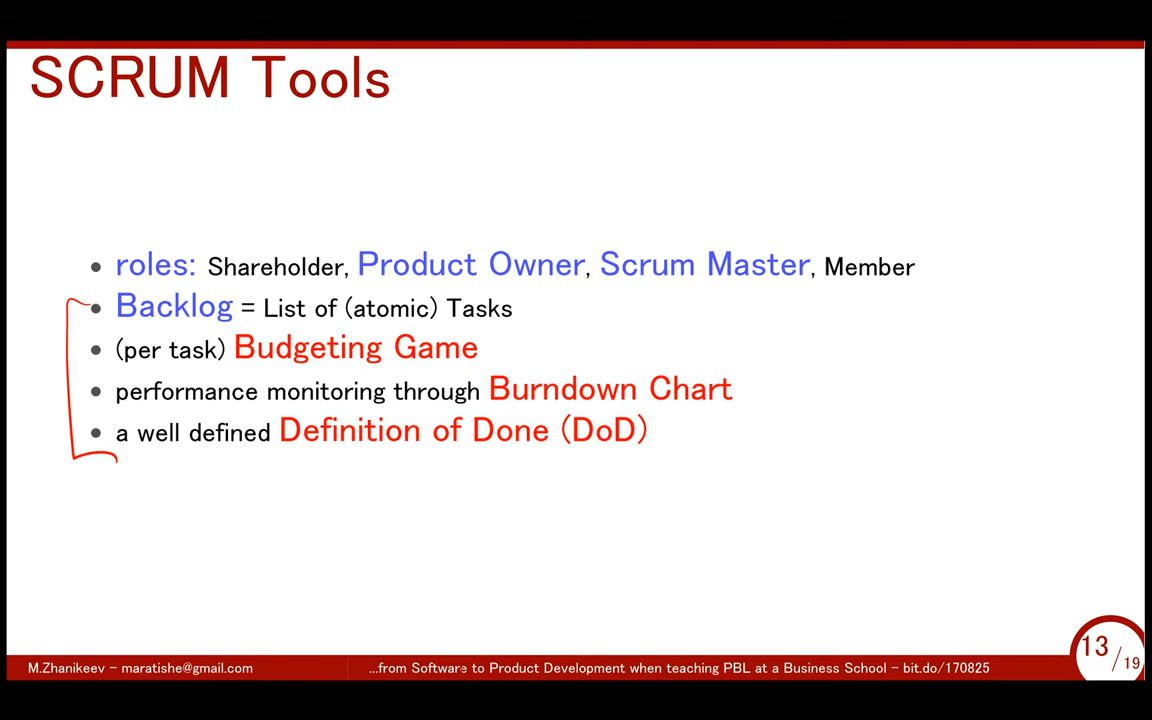 SCRUM Tools
• roles: Shareholder, Product Owner, Scrum Master, Member
• Backlog = List of (atomic) Tasks
• (per task) Budgeting Game
• performance monitoring through Burndown Chart
• a well defined Definition of Done (DoD)
M.Zhanikeev – maratishe@gmail.com
...from Software to Product Development when teaching PBL at a Business School – bit.do/170825
13/19